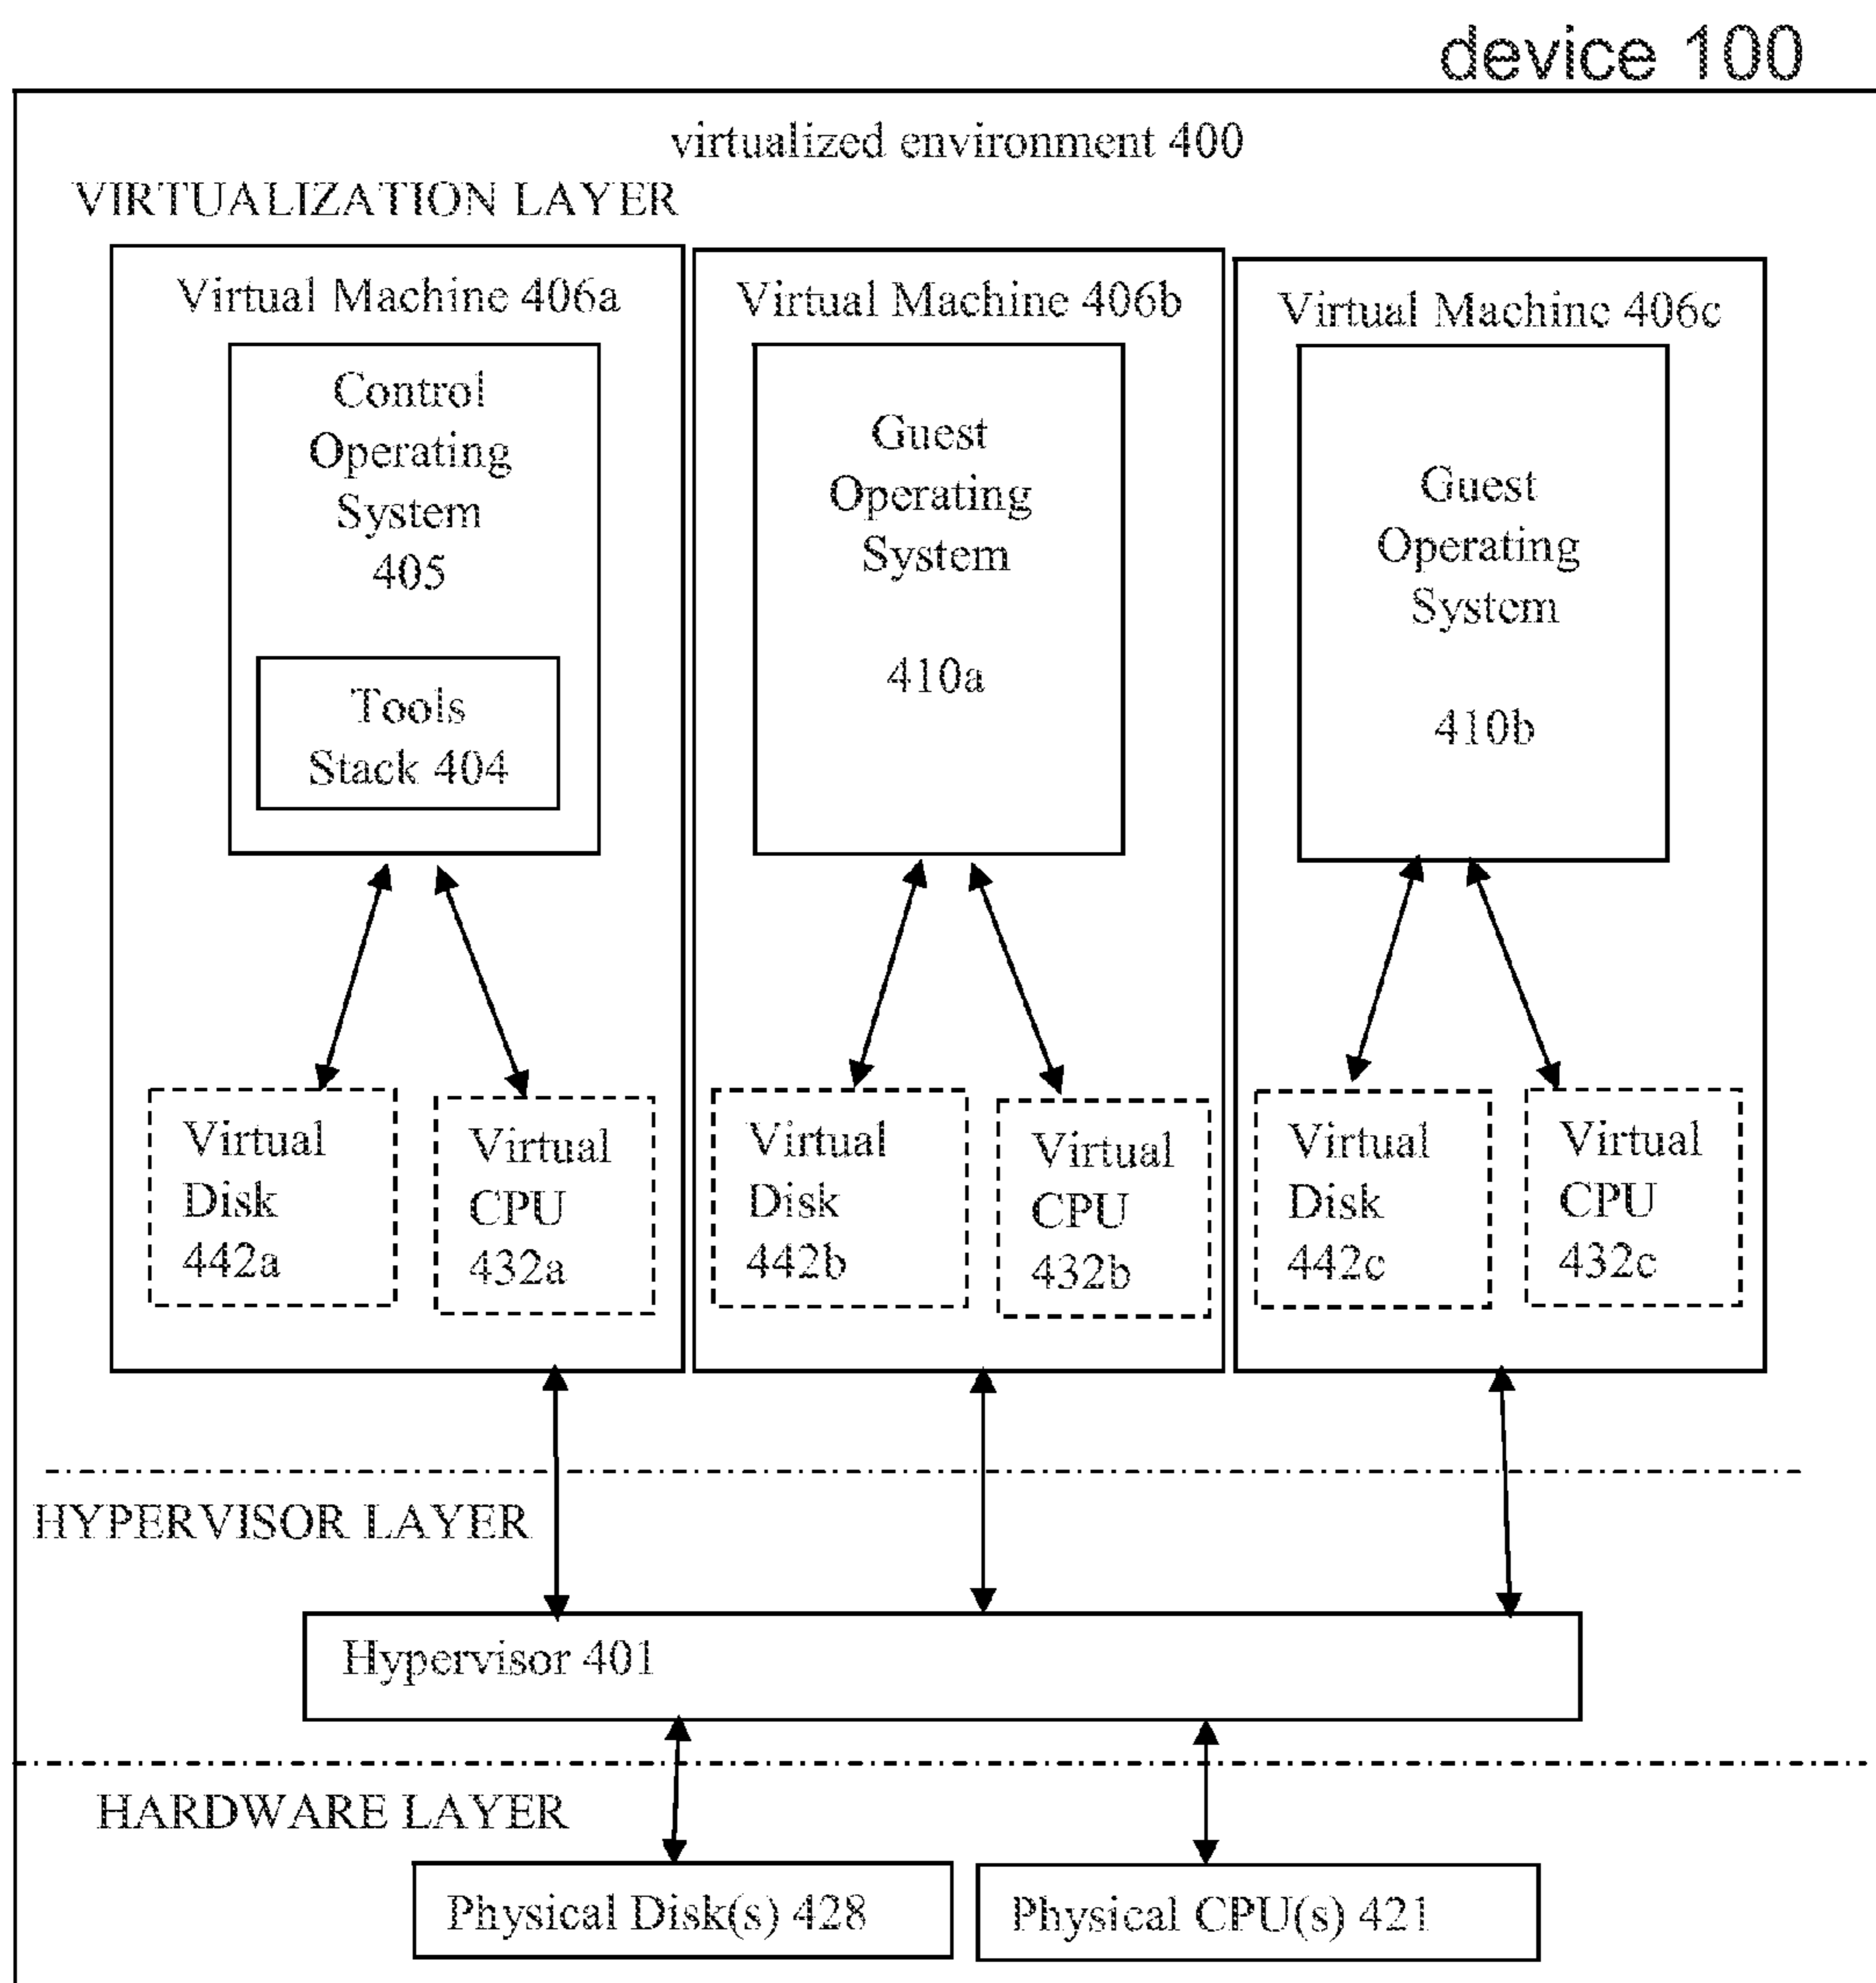 device 100
virtualized environment 400
VIRTUALIZATION LAYER
Virtual Machine 406a
Control
Operating
System
405
Tools
Stack 404
Virtual
Disk
442a
Virtual
CPU
432a
Virtual Machine 406b
Guest
Operating
System
410a
Virtual
Disk
442b
Virtual
CPU
432b
Virtual Machine 406c
Guest
Operating
System
410b
Virtual
Disk
442c
Virtual
CPU
432c
HYPERVISOR LAYER
Hypervisor 401
HARDWARE LAYER
Physical Disk(s) 428
Physical CPU(s) 421